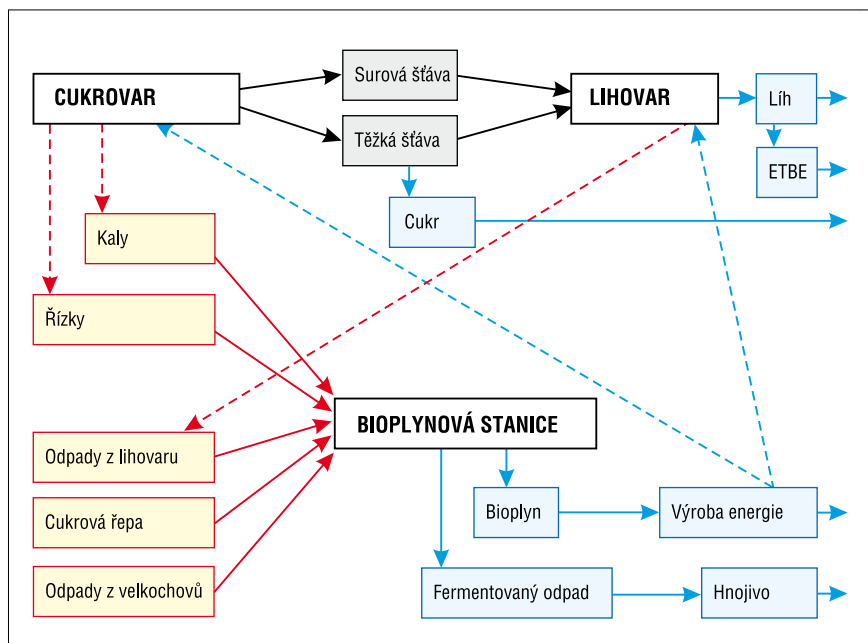 Surová šťáva
CUKROVAR
LIHOVAR
Líh
Těžká šťáva
ETBE
Cukr
Kaly
Řízky
BIOPLYNOVÁ STANICE
Odpady z lihovaru
Cukrová řepa
Bioplyn
Výroba energie
Odpady z velkochovů
Fermentovaný odpad
Hnojivo